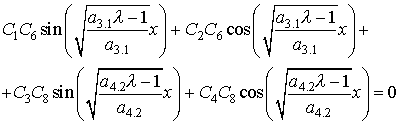 C₁C₆ sin(√((a₃.₁λ−1)/a₃.₁) x) + C₂C₆ cos(√((a₃.₁λ−1)/a₃.₁) x) +
+C₃C₈ sin(√((a₄.₂λ−1)/a₄.₂) x) + C₄C₈ cos(√((a₄.₂λ−1)/a₄.₂) x) = 0